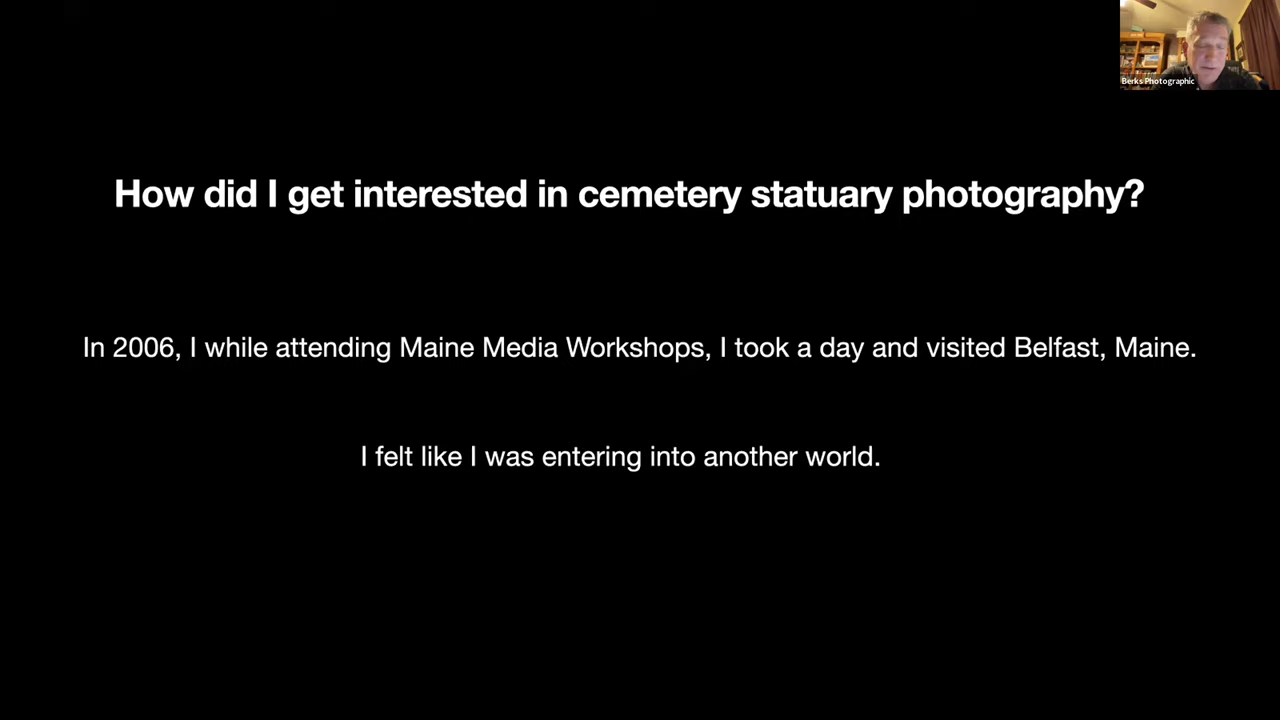 Berks Photographic
How did I get interested in cemetery statuary photography?
In 2006, I while attending Maine Media Workshops, I took a day and visited Belfast, Maine.
I felt like I was entering into another world.